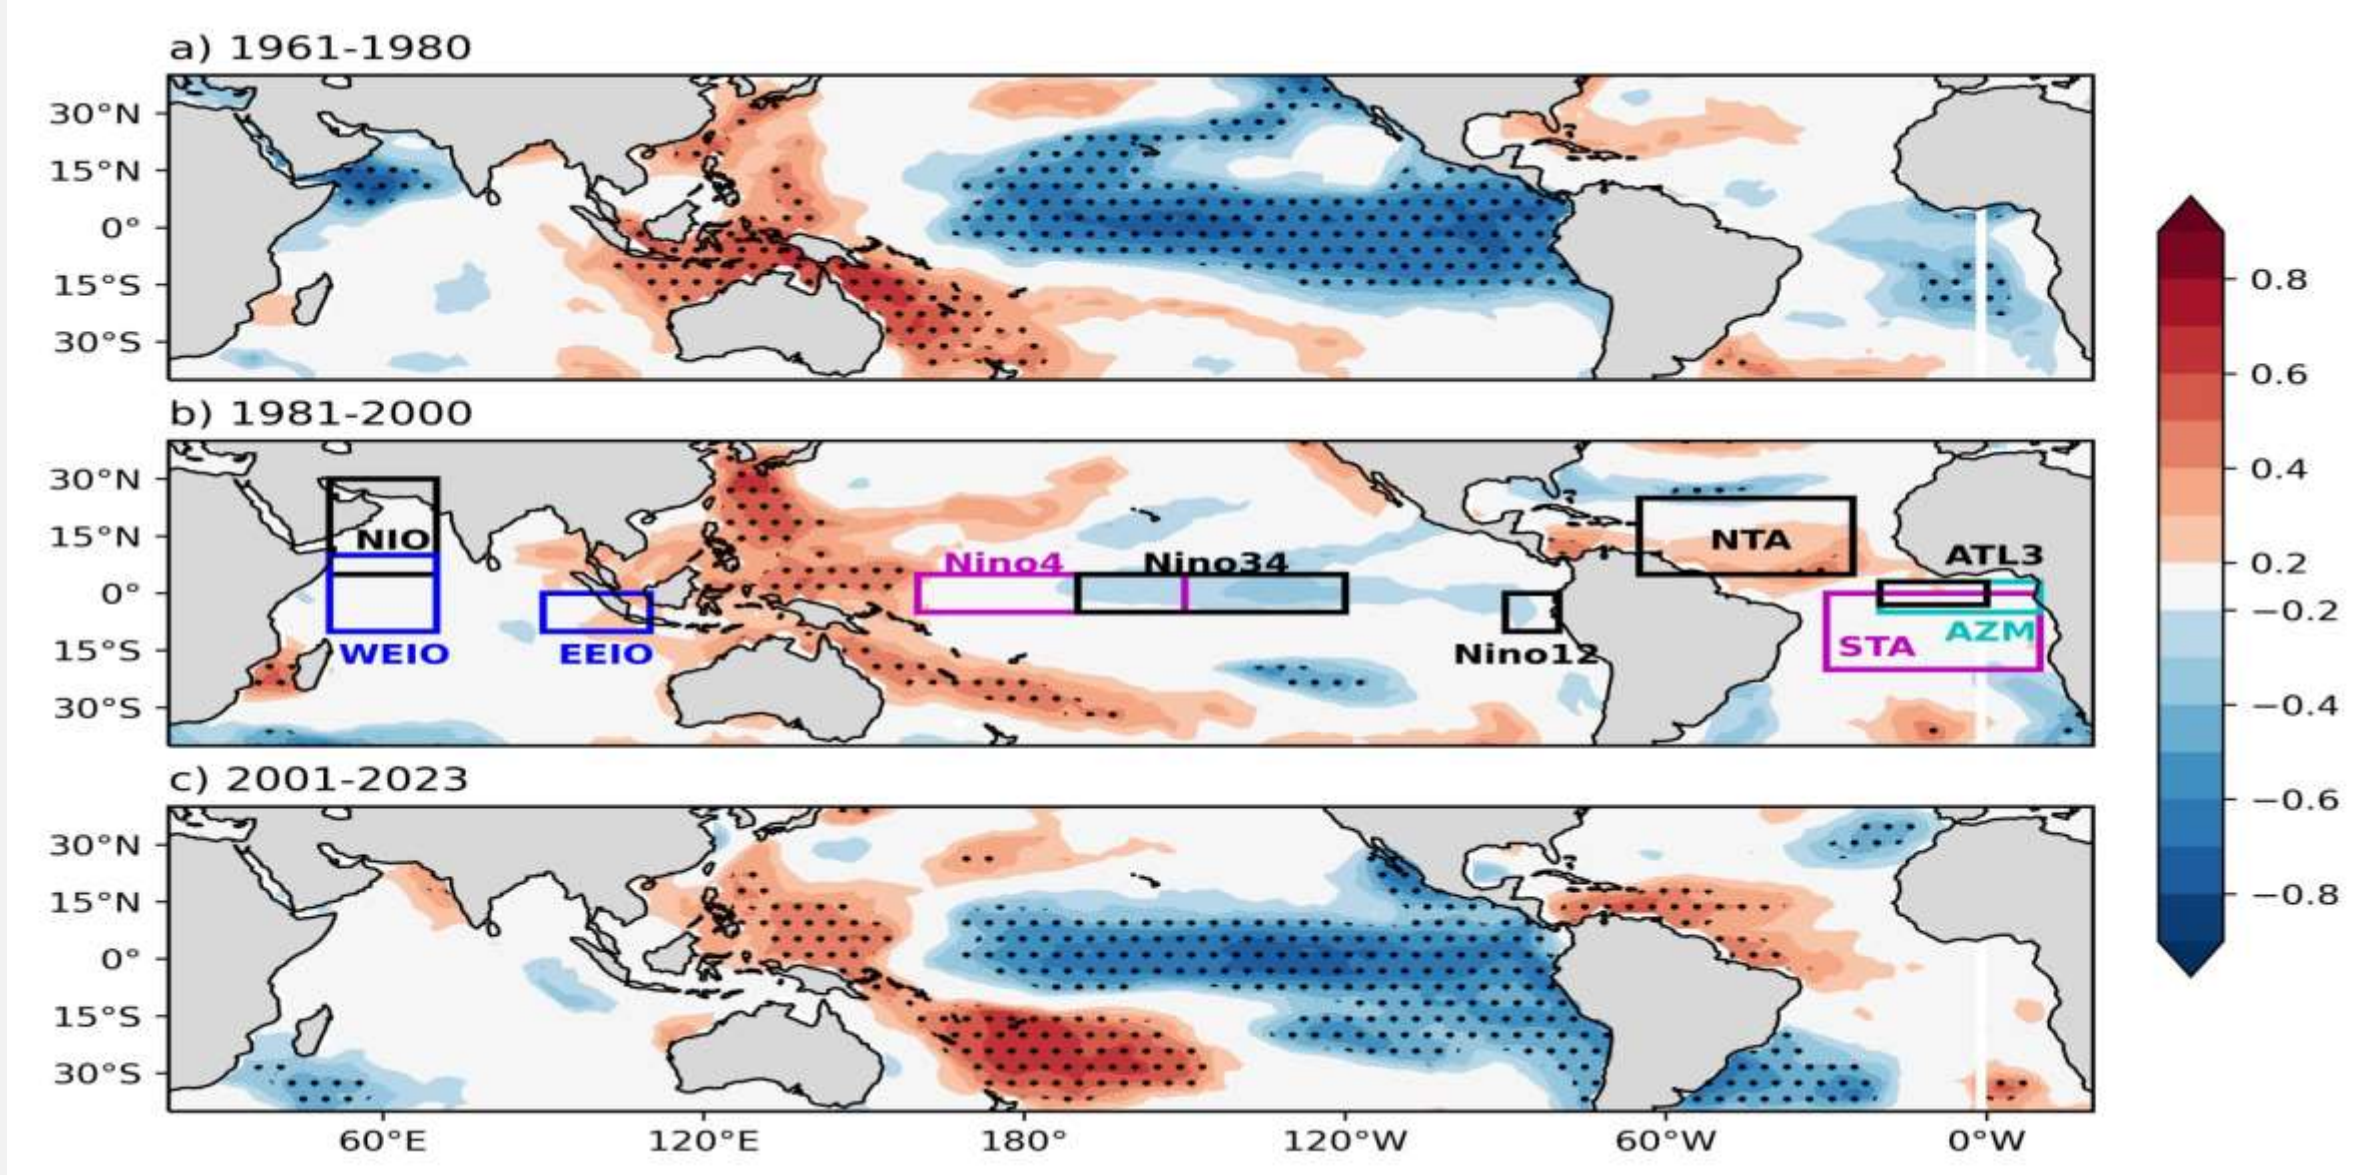 a) 1961-1980
30°N
15°N
0°
15°S
30°S
b) 1981-2000
30°N
15°N
0°
15°S
30°S
NIO
WEIO
EEIO
Nino4
Nino34
Nino12
NTA
ATL3
AZM
STA
c) 2001-2023
30°N
15°N
0°
15°S
30°S
60°E 120°E 180° 120°W 60°W 0°W
0.8
0.6
0.4
0.2
−0.2
−0.4
−0.6
−0.8